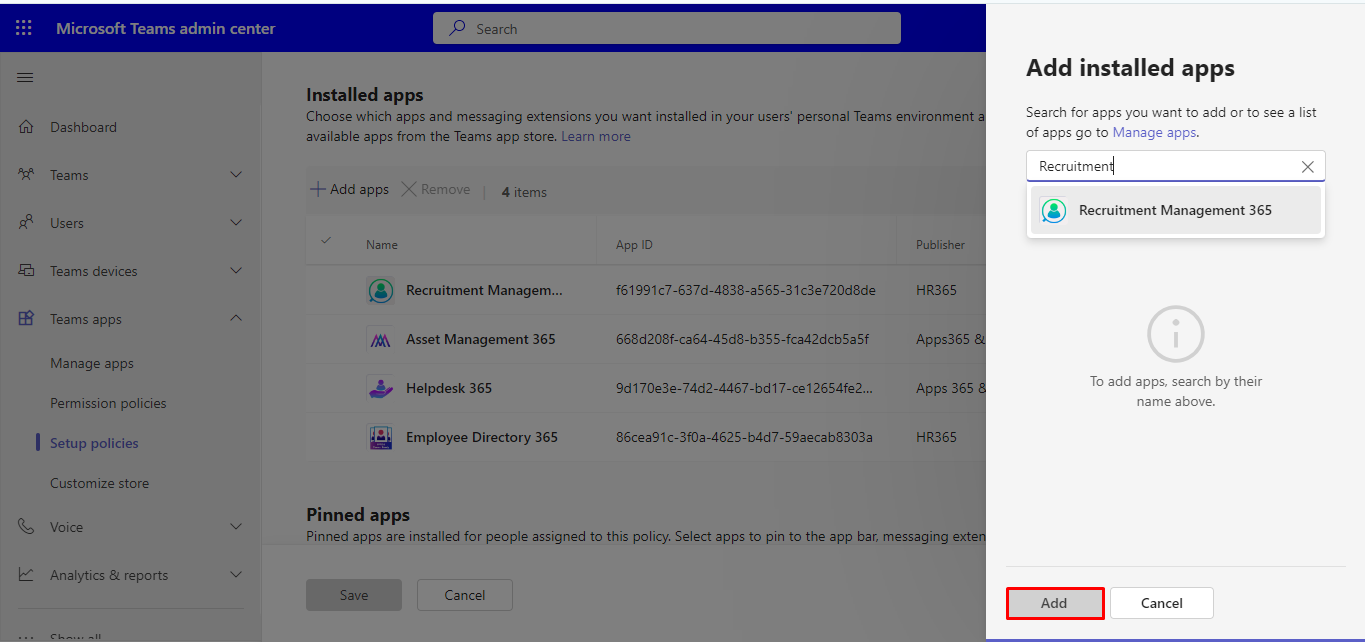 Microsoft Teams admin center
Search
Dashboard
Teams
Users
Teams devices
Teams apps
Manage apps
Permission policies
Setup policies
Customize store
Voice
Analytics & reports
Show all
Installed apps
Choose which apps and messaging extensions you want installed in your users' personal Teams environment a
available apps from the Teams app store. Learn more
Add apps Remove | 4 items
Name App ID Publisher
Recruitment Managem... f61991c7-637d-4838-a565-31c3e720d8de HR365
Asset Management 365 668d208f-ca64-45d8-b355-fca42dcb5a5f Apps365 &
Helpdesk 365 9d170e3e-74d2-4467-bd17-ce12654fe2... Apps 365 &
Employee Directory 365 86cea91c-3f0a-4625-b4d7-59aecab8303a HR365
Pinned apps
Pinned apps are installed for people assigned to this policy. Select apps to pin to the app bar, messaging exten
Save Cancel
Add installed apps
Search for apps you want to add or to see a list
of apps go to Manage apps.
Recruitment
Recruitment Management 365
To add apps, search by their
name above.
Add Cancel